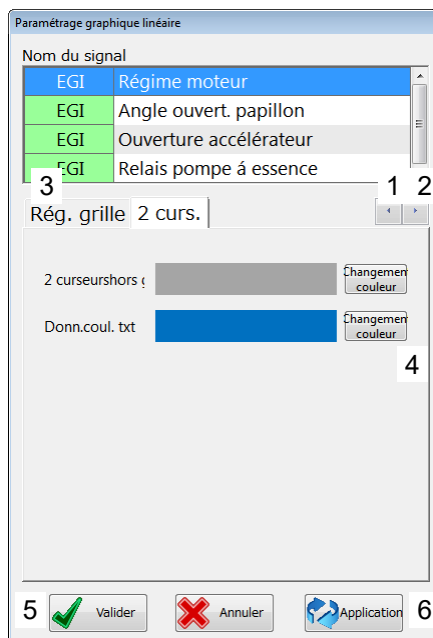 Paramétrage graphique linéaire
Nom du signal
EGI Régime moteur
EGI Angle ouvert. papillon
EGI Ouverture accélérateur
EGI Relais pompe á essence
3 1 2
Rég. grille 2 curs.
2 curseurshors g Changemen
couleur
Donn.coul. txt Changemen
couleur
4
5 Valider Annuler Application 6